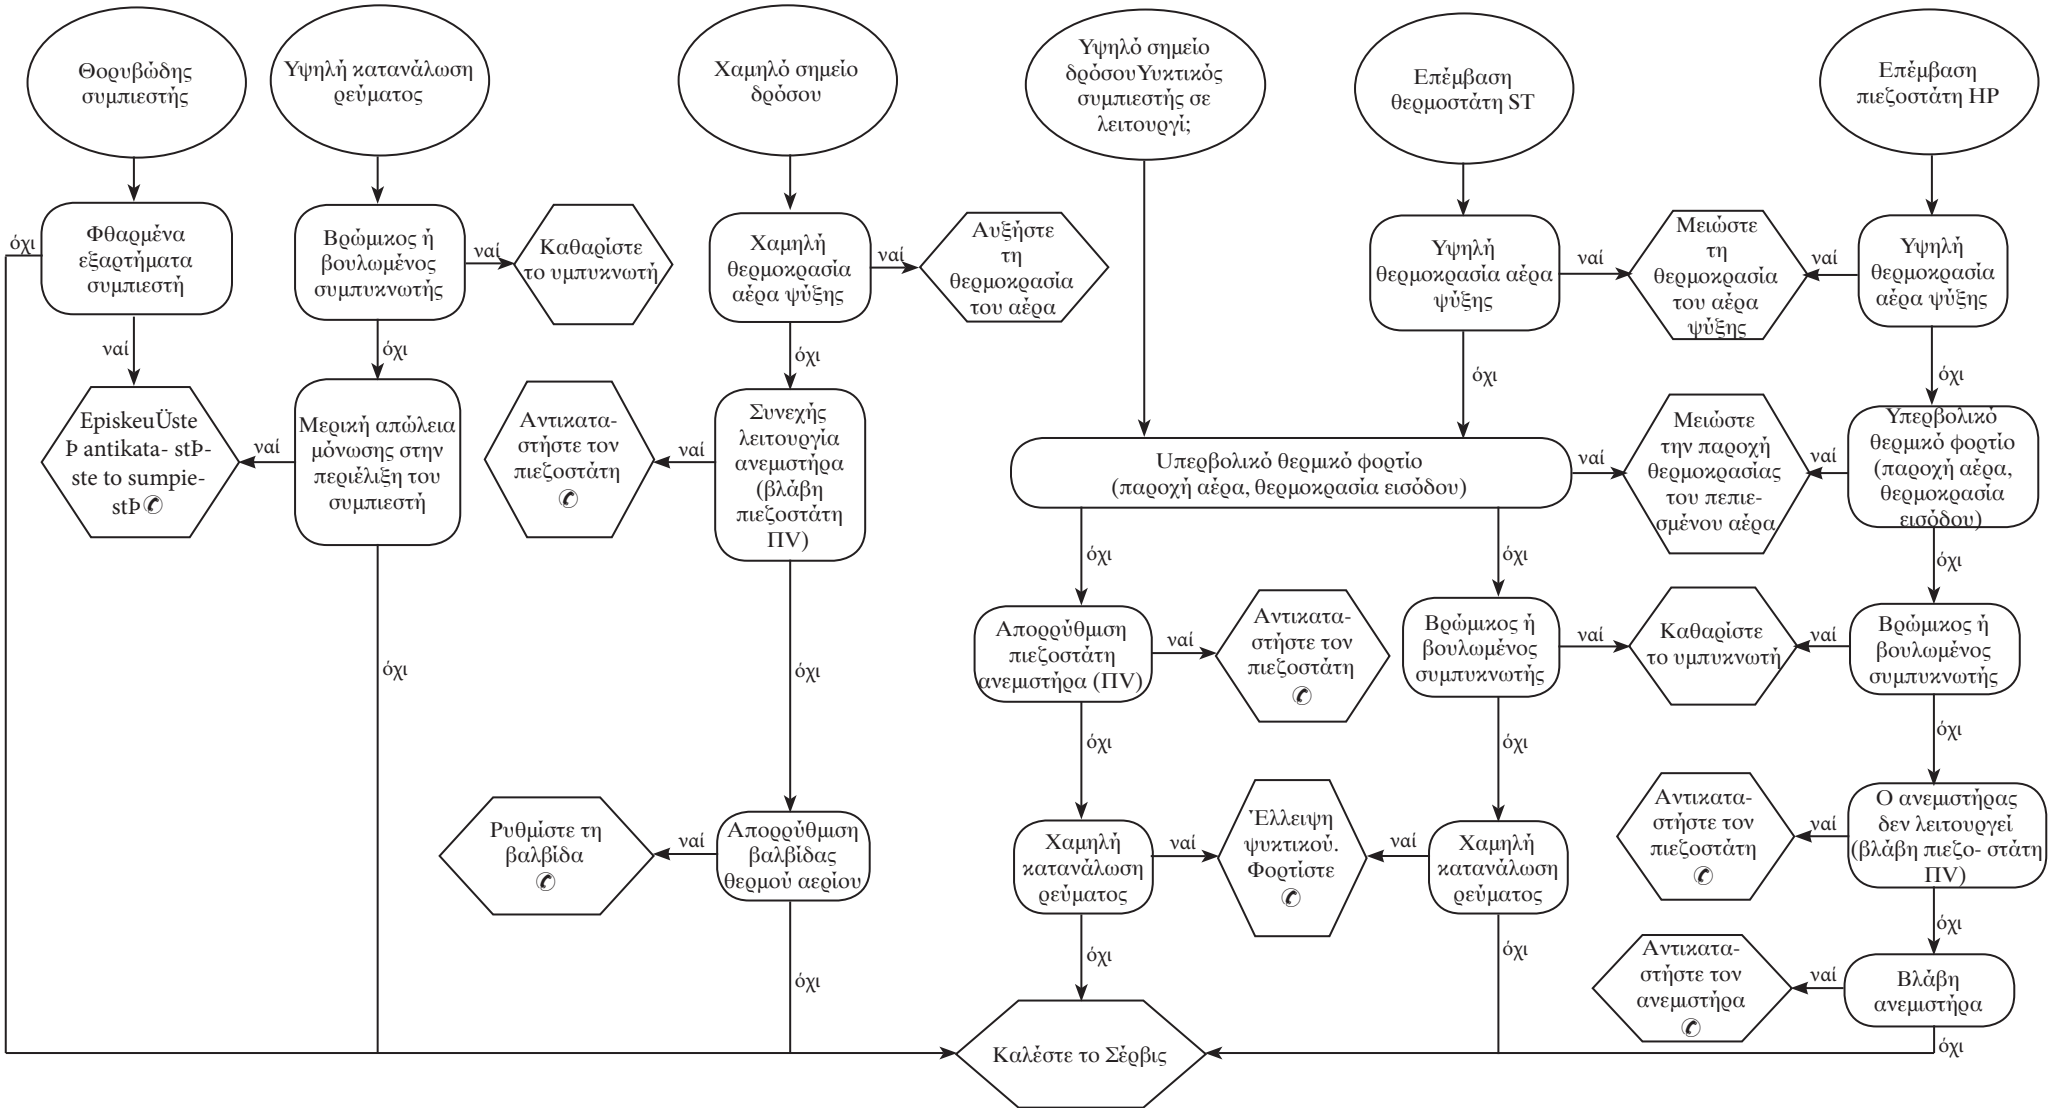 Θορυβώδης
συμπιεστής
Υψηλή κατανάλωση
ρεύματος
Χαμηλό σημείο
δρόσου
Υψηλό σημείο
δρόσουΥυκτικός
συμπιεστής σε
λειτουργί;
Επέμβαση
θερμοστάτη ST
Επέμβαση
πιεζοστάτη HP
όχι
Φθαρμένα
εξαρτήματα
συμπιεστή
Βρώμικος ή
βουλωμένος
συμπυκνωτής
ναί
Καθαρίστε
το υμπυκνωτή
Χαμηλή
θερμοκρασία
αέρα ψύξης
ναί
Αυξήστε
τη
θερμοκρασία
του αέρα
Υψηλή
θερμοκρασία αέρα
ψύξης
ναί
Μειώστε
τη
θερμοκρασία
του αέρα
ψύξης
ναί
Υψηλή
θερμοκρασία
αέρα ψύξης
ναί
όχι
όχι
όχι
όχι
EpiskeuÜste
Þ antikata- stÞ-
ste to sumpie-
stÞ✆
ναί
Μερική απώλεια
μόνωσης στην
περιέλιξη του
συμπιεστή
Αντικατα-
στήστε τον
πιεζοστάτη
✆
ναί
Συνεχής
λειτουργία
ανεμιστήρα
(βλάβη
πιεζοστάτη
ΠV)
Uπερβολικό θερμικό φορτίο
(παροχή αέρα, θερμοκρασία εισόδου)
ναί
Μειώστε
την παροχή
θερμοκρασίας
του πεπιε-
σμένου αέρα
ναί
Υπερβολικό
θερμικό φορτίο
(παροχή αέρα,
θερμοκρασία
εισόδου)
όχι
όχι
όχι
όχι
όχι
Απορρύθμιση
πιεζοστάτη
ανεμιστήρα (ΠV)
ναί
Αντικατα-
στήστε τον
πιεζοστάτη
✆
Βρώμικος ή
βουλωμένος
συμπυκνωτής
ναί
Καθαρίστε
το υμπυκνωτή
ναί
Βρώμικος ή
βουλωμένος
συμπυκνωτής
όχι
όχι
όχι
Ρυθμίστε τη
βαλβίδα
✆
ναί
Απορρύθμιση
βαλβίδας
θερμού αερίου
Χαμηλή
κατανάλωση
ρεύματος
ναί
Έλλειψη
ψυκτικού.
Φορτίστε
✆
ναί
Χαμηλή
κατανάλωση
ρεύματος
Αντικατα-
στήστε τον
πιεζοστάτη
✆
ναί
Ο ανεμιστήρας
δεν λειτουργεί
(βλάβη πιεζο- στάτη
ΠV)
όχι
όχι
όχι
όχι
Αντικατα-
στήστε τον
ανεμιστήρα
✆
ναί
Βλάβη
ανεμιστήρα
Καλέστε το Σέρβις
όχι